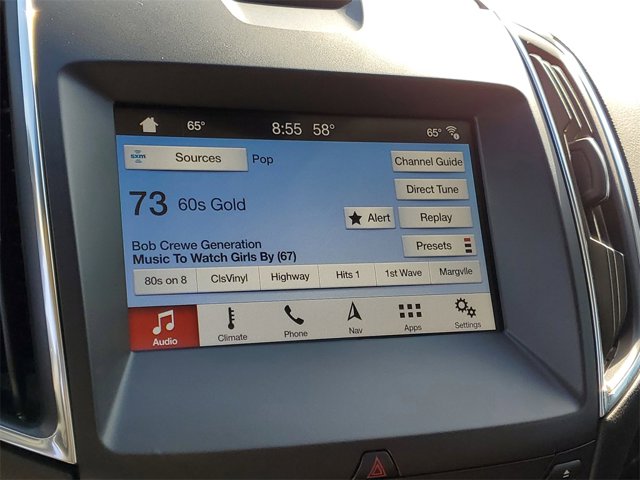 65° 8:55 58° 65°
sxm Sources Pop Channel Guide
Direct Tune
73 60s Gold
Alert Replay
Presets
Bob Crewe Generation
Music To Watch Girls By (67)
80s on 8 ClsVinyl Highway Hits 1 1st Wave Margvlle
Audio Climate Phone Nav Apps Settings